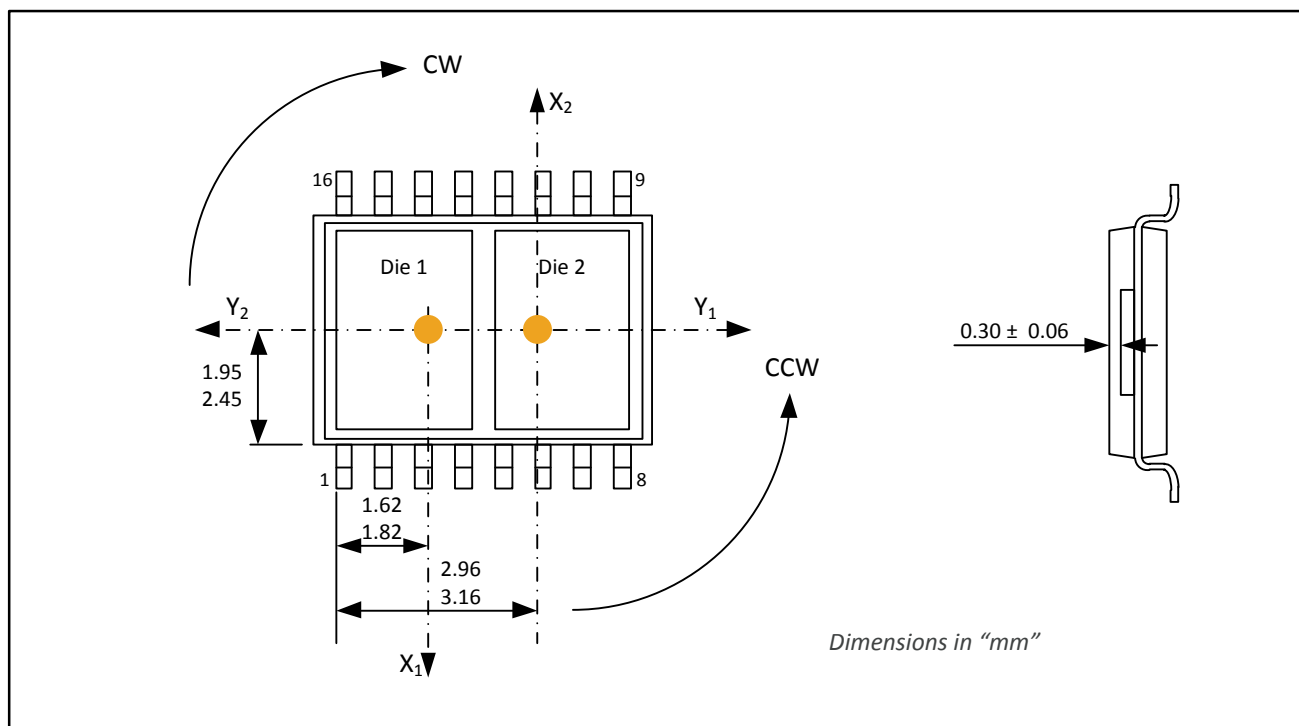 CW
X₂
16
9
Die 1
Die 2
Y₂
Y₁
0.30 ± 0.06
1.95
2.45
CCW
1
8
1.62
1.82
2.96
3.16
X₁
Dimensions in “mm”